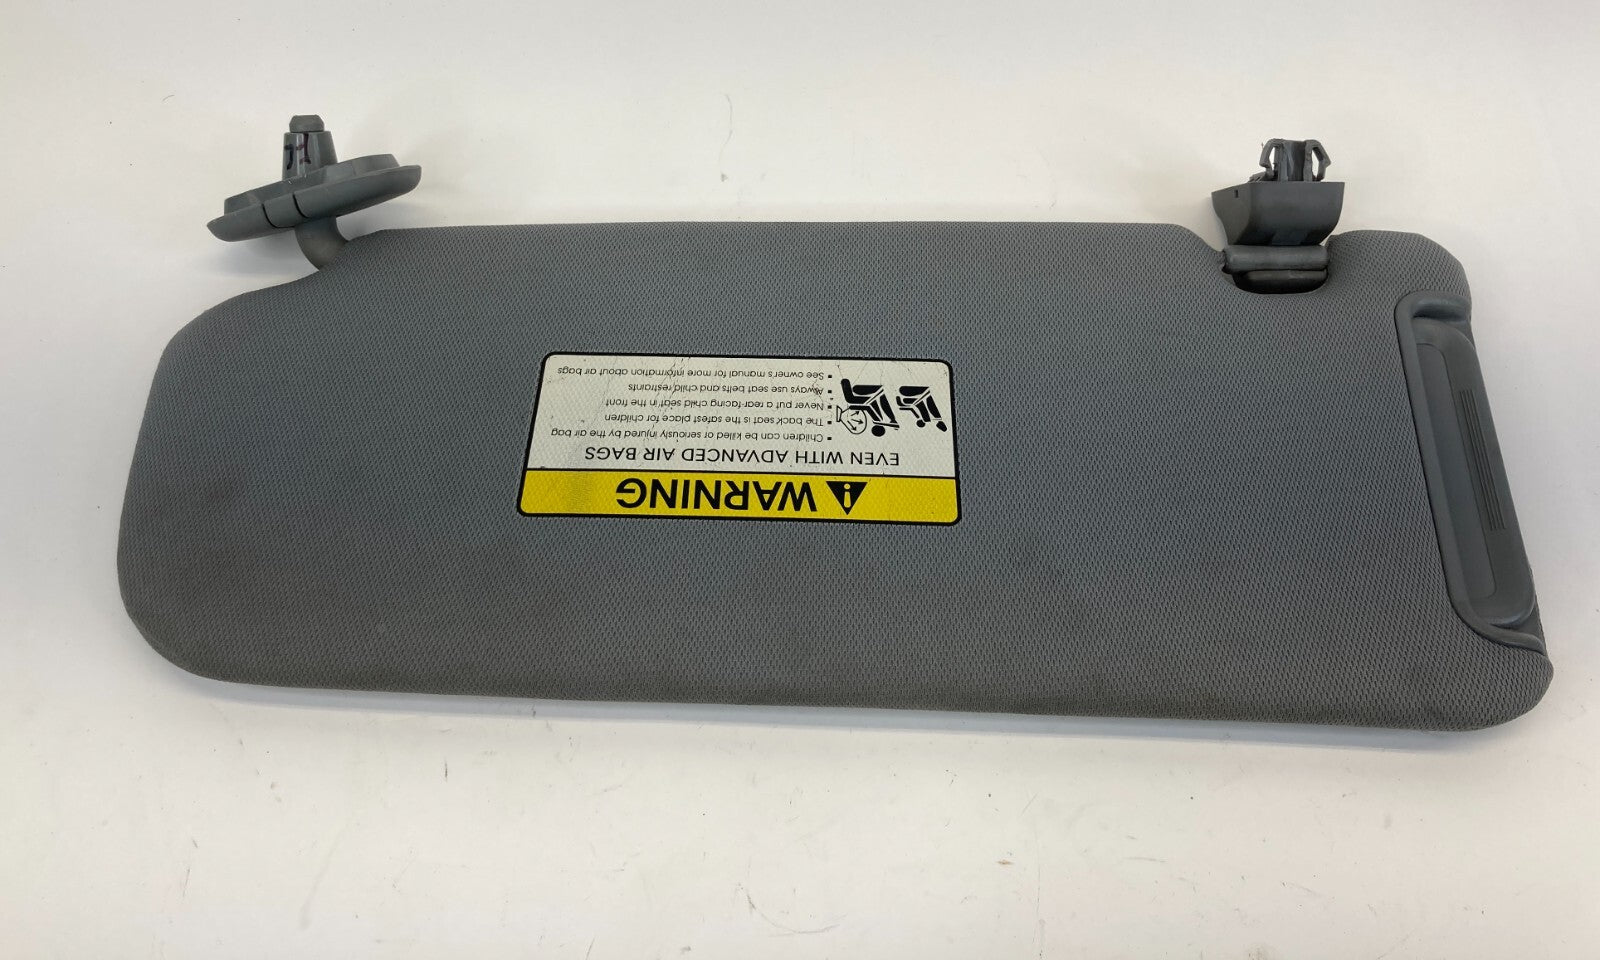 WARNING
EVEN WITH ADVANCED AIR BAGS
• Children can be killed or seriously injured by the air bag
• The back seat is the safest place for children
• Never put a rear-facing child seat in the front
• Always use seat belts and child restraints
• See owner's manual for more information about air bags